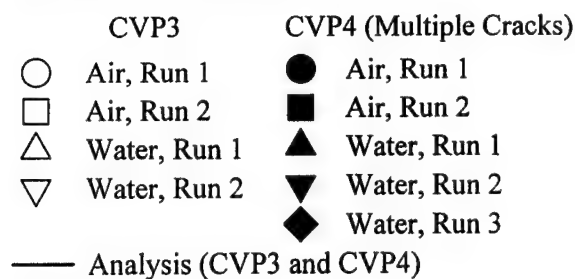 CVP3 CVP4 (Multiple Cracks)
Air, Run 1 Air, Run 1
Air, Run 2 Air, Run 2
Water, Run 1 Water, Run 1
Water, Run 2 Water, Run 2
Water, Run 3
Analysis (CVP3 and CVP4)